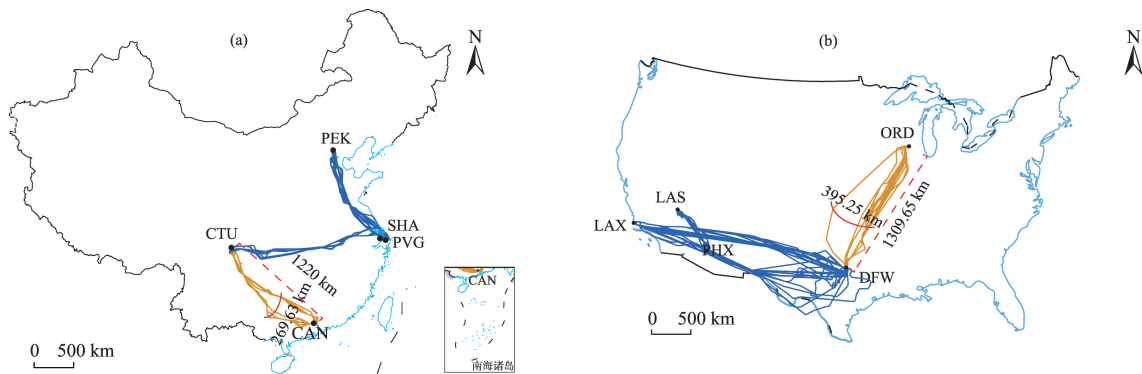 (a)
N
PEK
SHA
PVG
CTU
1220 km
269.63 km
CAN
0 500 km
CAN
南海诸岛
(b)
N
ORD
LAS
395.25 km
1309.65 km
LAX
PHX
DFW
0 500 km